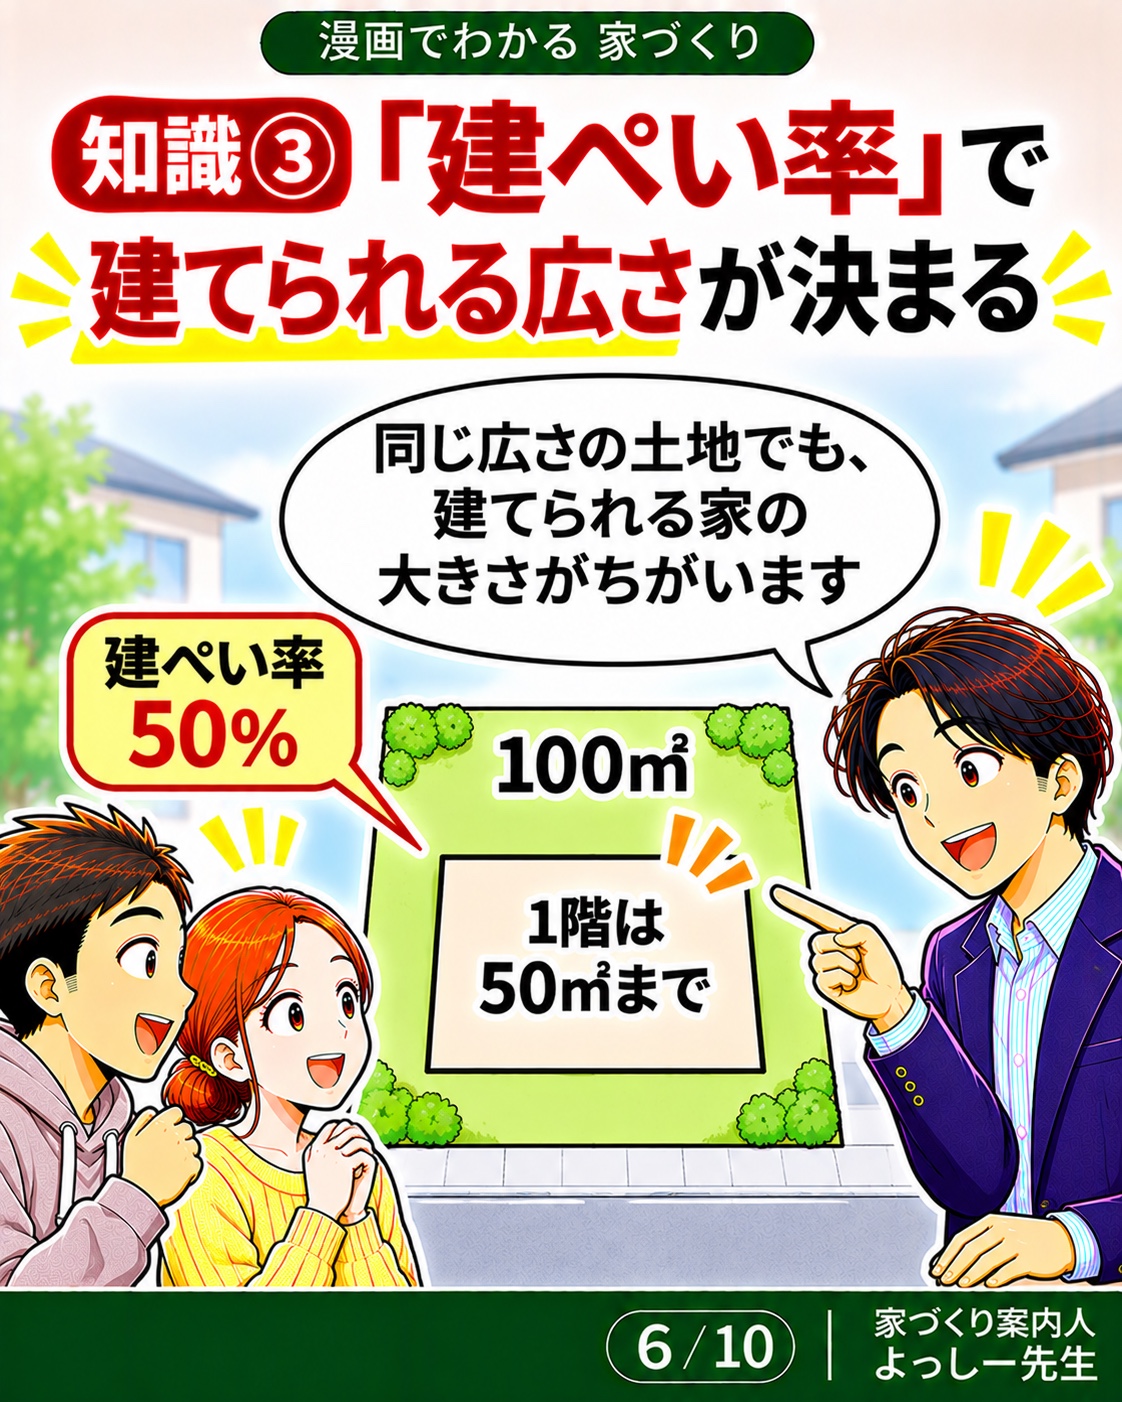 漫画でわかる 家づくり
知識③「建ぺい率」で
建てられる広さが決まる
同じ広さの土地でも、
建てられる家の
大きさがちがいます
建ぺい率
50%
100㎡
1階は
50㎡まで
6/10
家づくり案内人
よっしー先生